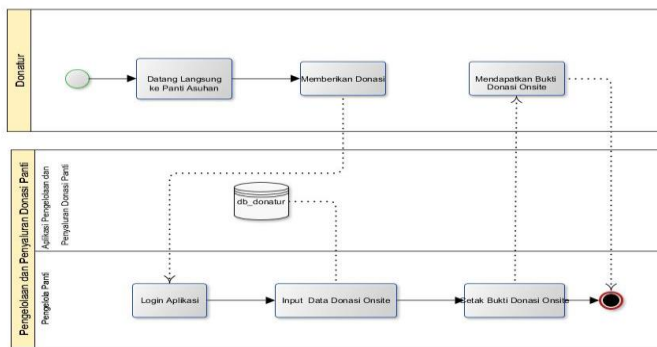 Donatur
Datang Langsung
ke Panti Asuhan
Memberikan Donasi
Mendapatkan Bukti
Donasi Onsite
Pengelolaan dan Penyaluran Donasi Panti
Aplikasi Pengelolaan dan
Penyaluran Donasi Panti
db_donatur
Pengelola Panti
Login Aplikasi
Input Data Donasi Onsite
Cetak Bukti Donasi Onsite